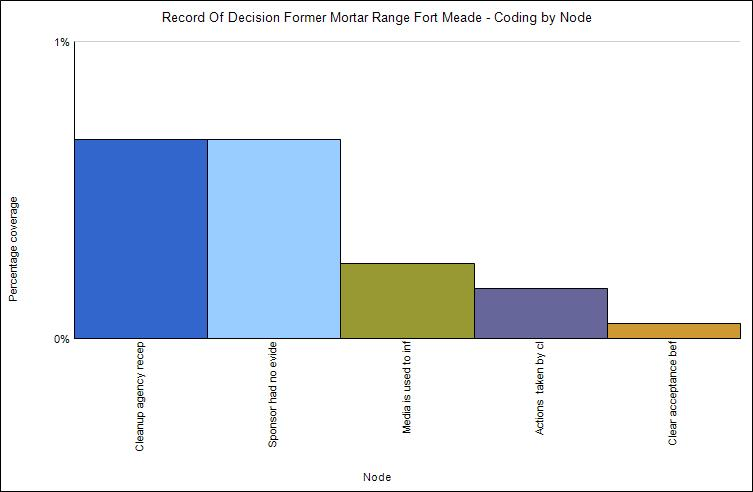 Record Of Decision Former Mortar Range Fort Meade - Coding by Node
1%
Percentage coverage
0%
Cleanup agency recep
Sponsor had no evide
Media is used to inf
Actions taken by cl
Clear acceptance bef
Node